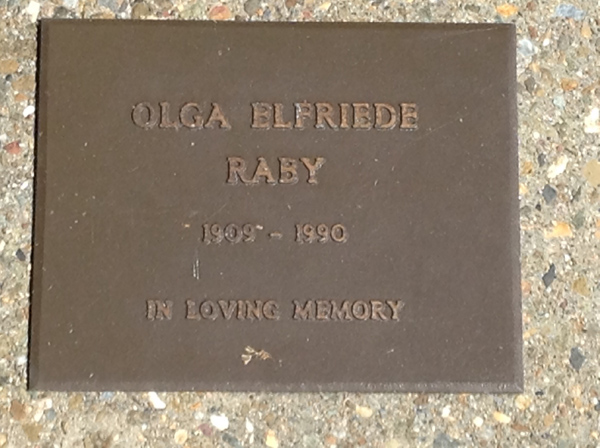 OLGA ELFRIEDE
RABY
1909 - 1990
IN LOVING MEMORY